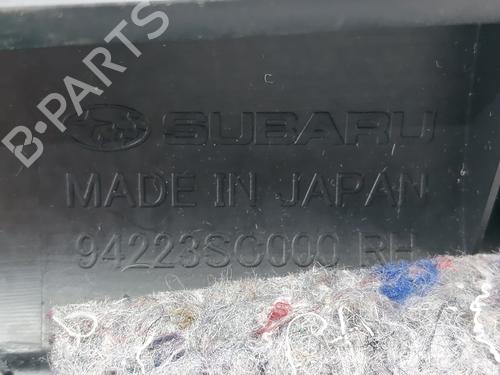 B-PARTS
C
SUBARU
MADE IN JAPAN
94223SC000 RH